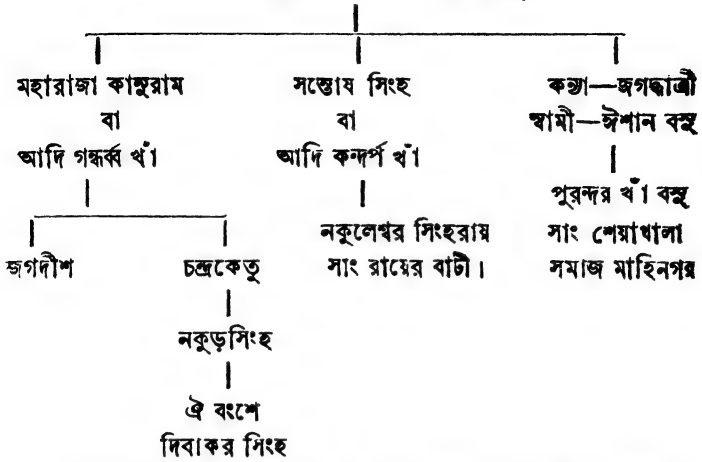 মহারাজা কান্তুরাম
বা
আদি গন্ধর্ব্ব খাঁ
সন্তোষ সিংহ
বা
আদি কন্দর্প খাঁ
কন্যা—জগদ্ধাত্রী
স্বামী—ঈশান বসু
পুরন্দর খাঁ বসু
সাং শেয়াখালা
সমাজ মাহিনগর
নকুলেশ্বর সিংহরায়
সাং রায়ের বাটী।
জগদীশ
চন্দ্রকেতু
নকুড়সিংহ
ঐ বংশে
দিবাকর সিংহ